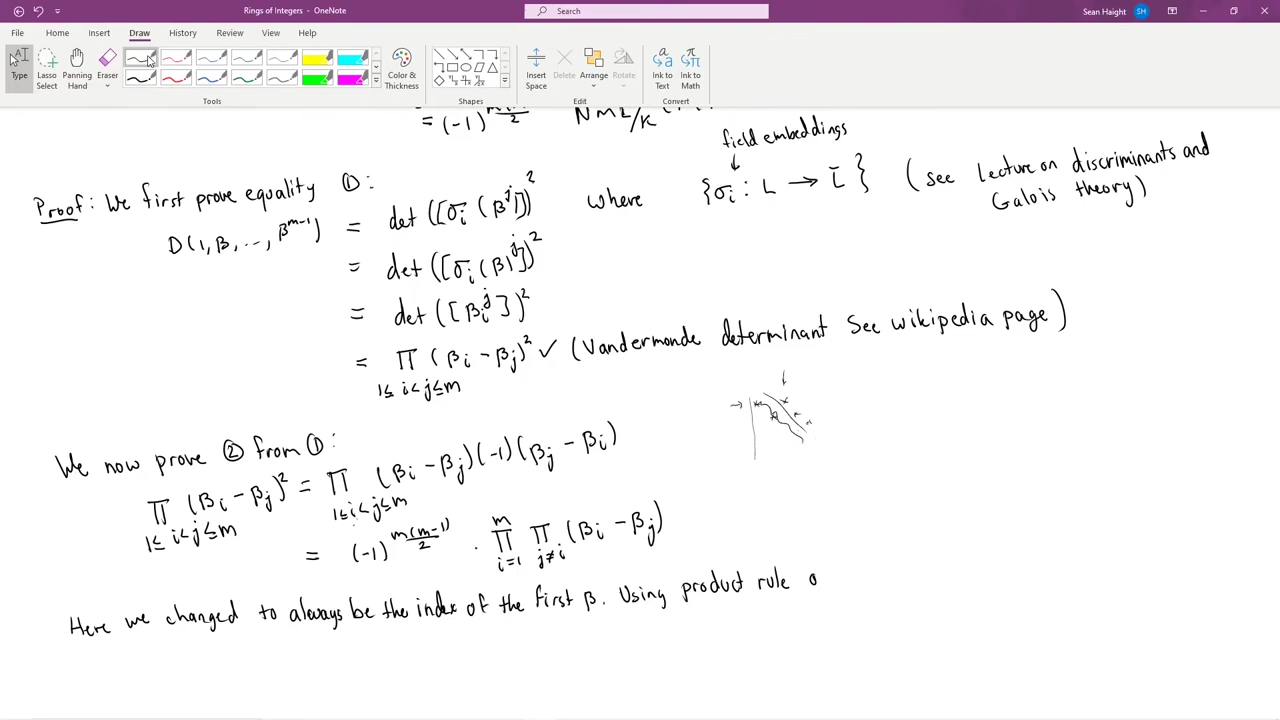 Rings of Integers - OneNote
Search
Sean Haight
SH
File Home Insert Draw History Review View Help
Type
Lasso Select
Panning Hand
Eraser
Color & Thickness
Insert Space
Delete
Arrange
Rotate
Ink to Text
Ink to Math
Tools
Shapes
Edit
Convert
= (-1)^{m(m-1)/2} Nm L/K
field embeddings
Proof: We first prove equality ①:
D(1, β, ..., β^{m-1}) = det([σ_i(β^j)])^2 where {σ_i : L → L̄} (see Lecture on discriminants and Galois theory)
= det([σ_i(β)^j])^2
= det([β_i^j])^2
= ∏_{1≤i<j≤m} (β_i - β_j)^2 ✓ (Vandermonde determinant See wikipedia page)
We now prove ② from ①:
∏_{1≤i<j≤m} (β_i - β_j)^2 = ∏_{1≤i<j≤m} (β_i - β_j)(-1)(β_j - β_i)
= (-1)^{m(m-1)/2} · ∏_{i=1}^{m} ∏_{j≠i} (β_i - β_j)
Here we changed to always be the index of the first β. Using product rule o